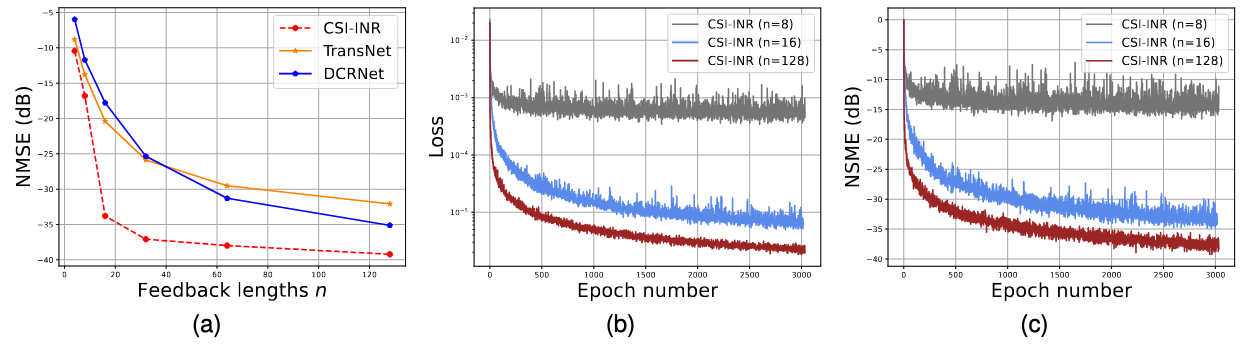 NMSE (dB)
−5
−10
−15
−20
−25
−30
−35
−40
0
20
40
60
80
100
120
Feedback lengths n
CSI-INR
TransNet
DCRNet
(a)
Loss
10⁻²
10⁻³
10⁻⁴
10⁻⁵
0
500
1000
1500
2000
2500
3000
Epoch number
CSI-INR (n=8)
CSI-INR (n=16)
CSI-INR (n=128)
(b)
NSME (dB)
0
−5
−10
−15
−20
−25
−30
−35
−40
0
500
1000
1500
2000
2500
3000
Epoch number
CSI-INR (n=8)
CSI-INR (n=16)
CSI-INR (n=128)
(c)